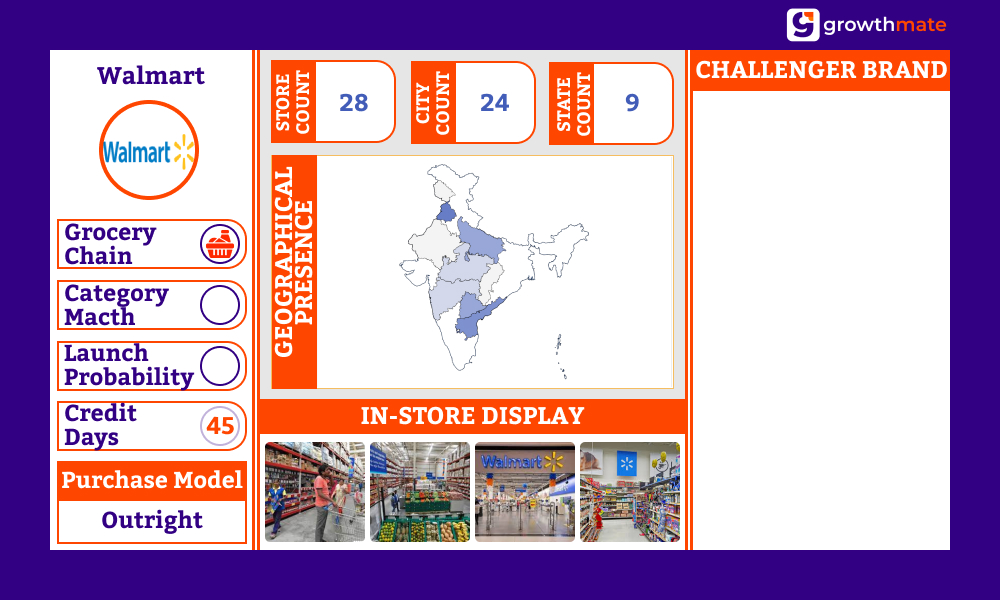 growthmate
Walmart
Walmart
Grocery
Chain
Category
Macth
Launch
Probability
Credit
Days
45
Purchase Model
Outright
STORE
COUNT
28
CITY
COUNT
24
STATE
COUNT
9
GEOGRAPHICAL
PRESENCE
IN-STORE DISPLAY
Walmart
CHALLENGER BRAND